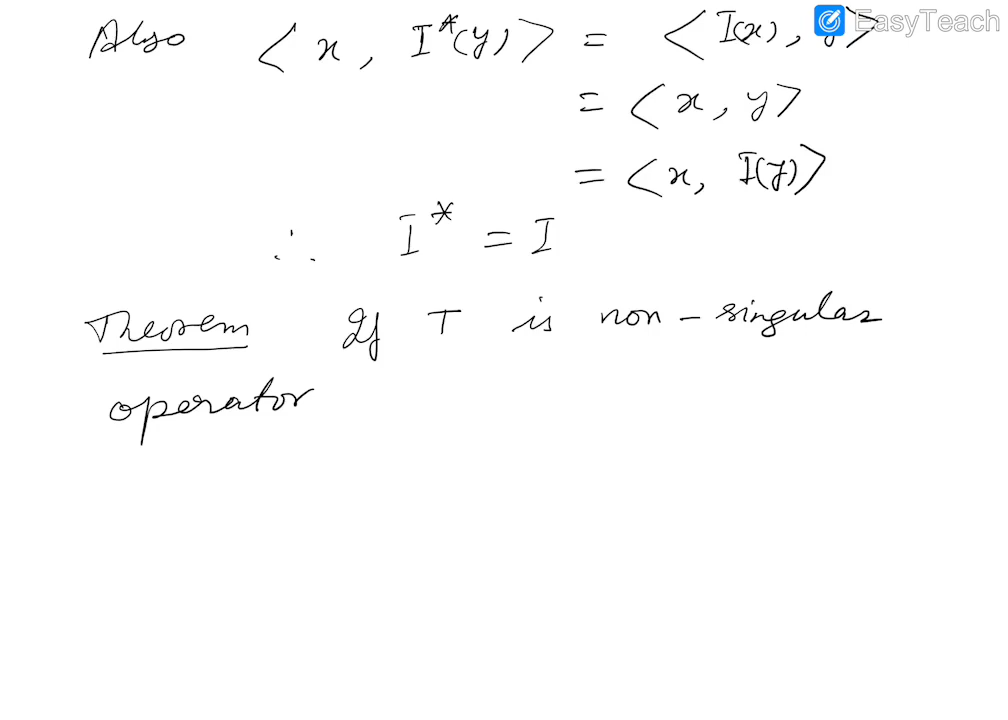 EasyTeach
Also < x, I*(y) > = < I(x), y >
= < x, y >
= < x, I(y) >
∴ I* = I
Theorem If T is non-singular
operator